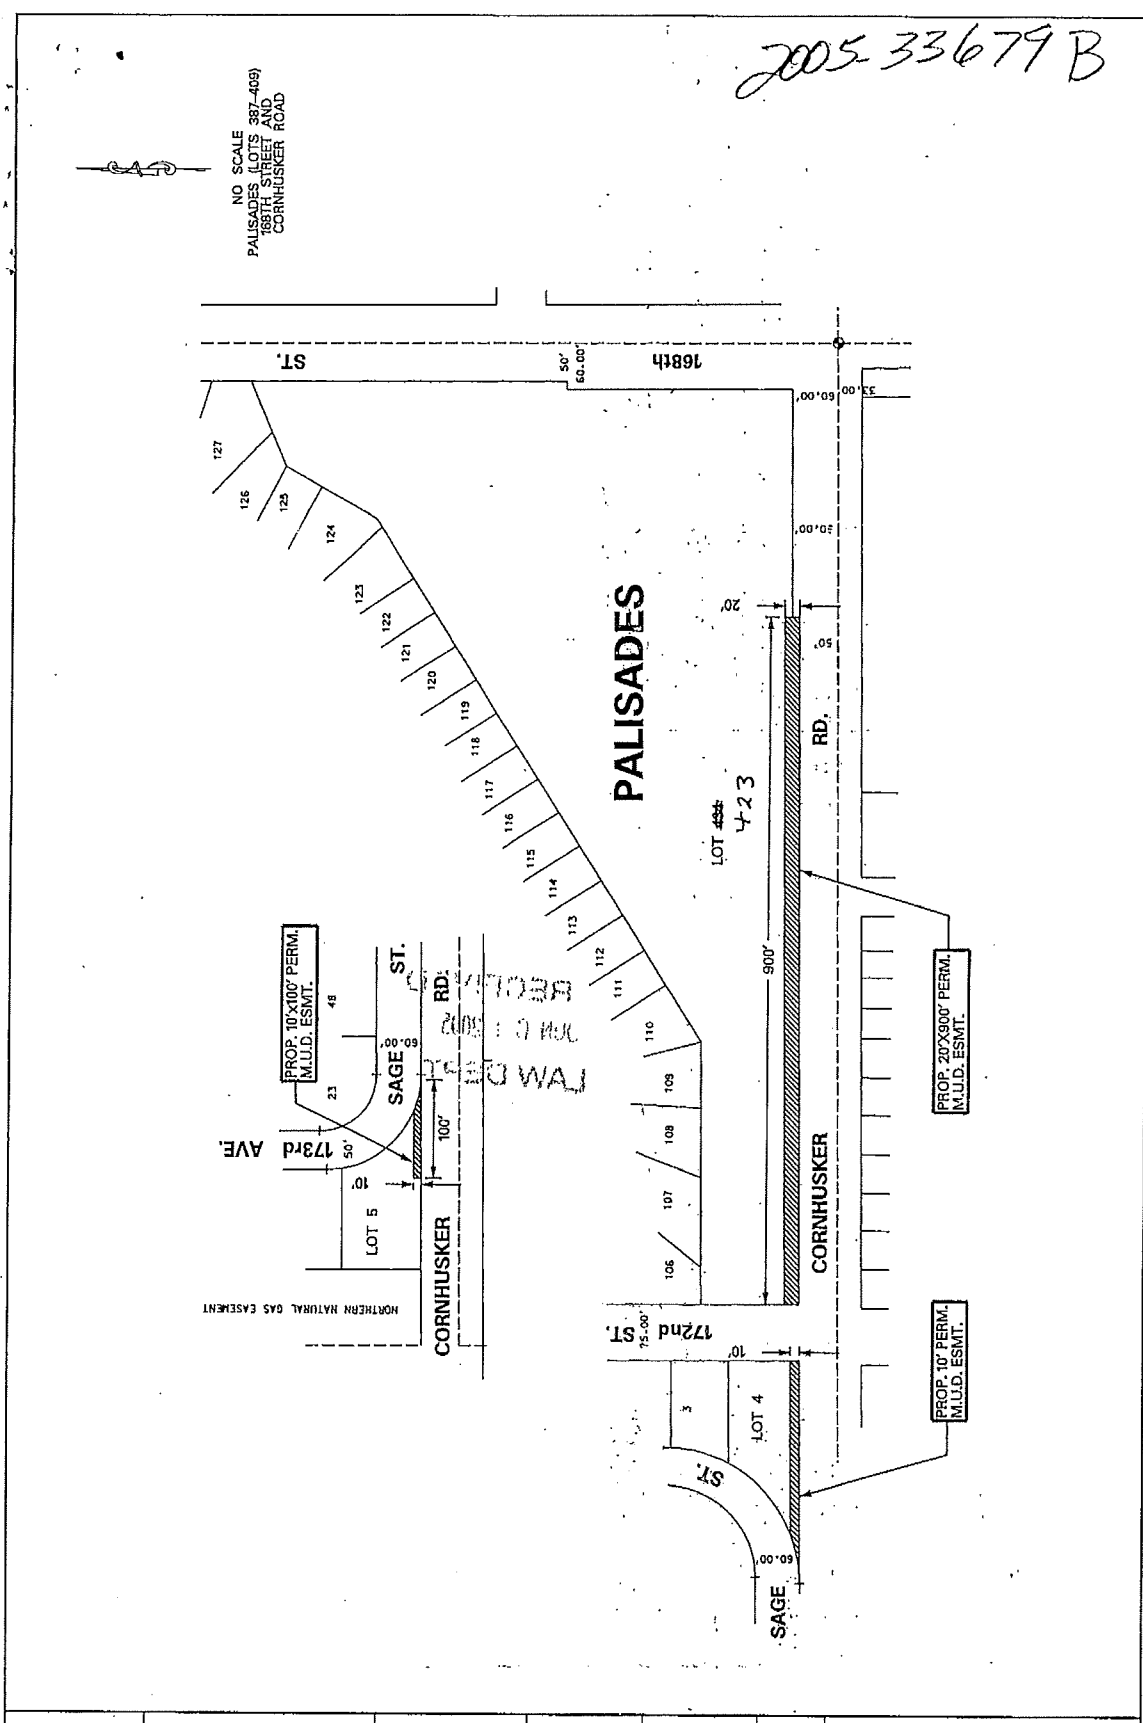 2005-33679 B
NO SCALE
PALISADES (LOTS 387-409)
168TH STREET AND
CORNHUSKER ROAD
ST.
168th
50'
60.00'
60.00'
33.00'
127
126
125
124
123
122
121
120
119
118
117
116
115
114
113
112
111
110
109
108
107
106
PALISADES
LOT
423
20'
50'
RD.
900'
CORNHUSKER
PROP. 20'X900' PERM.
M.U.D. ESMT.
PROP. 10'x100' PERM.
M.U.D. ESMT.
48
23
ST.
SAGE
60.00'
RD.
173rd AVE.
50'
10'
100'
LOT 5
CORNHUSKER
NORTHERN NATURAL GAS EASEMENT
RECEIVED
LAW DEPT
172nd
ST.
75.00'
10'
3
LOT 4
ST.
60.00'
SAGE
PROP. 10' PERM.
M.U.D. ESMT.